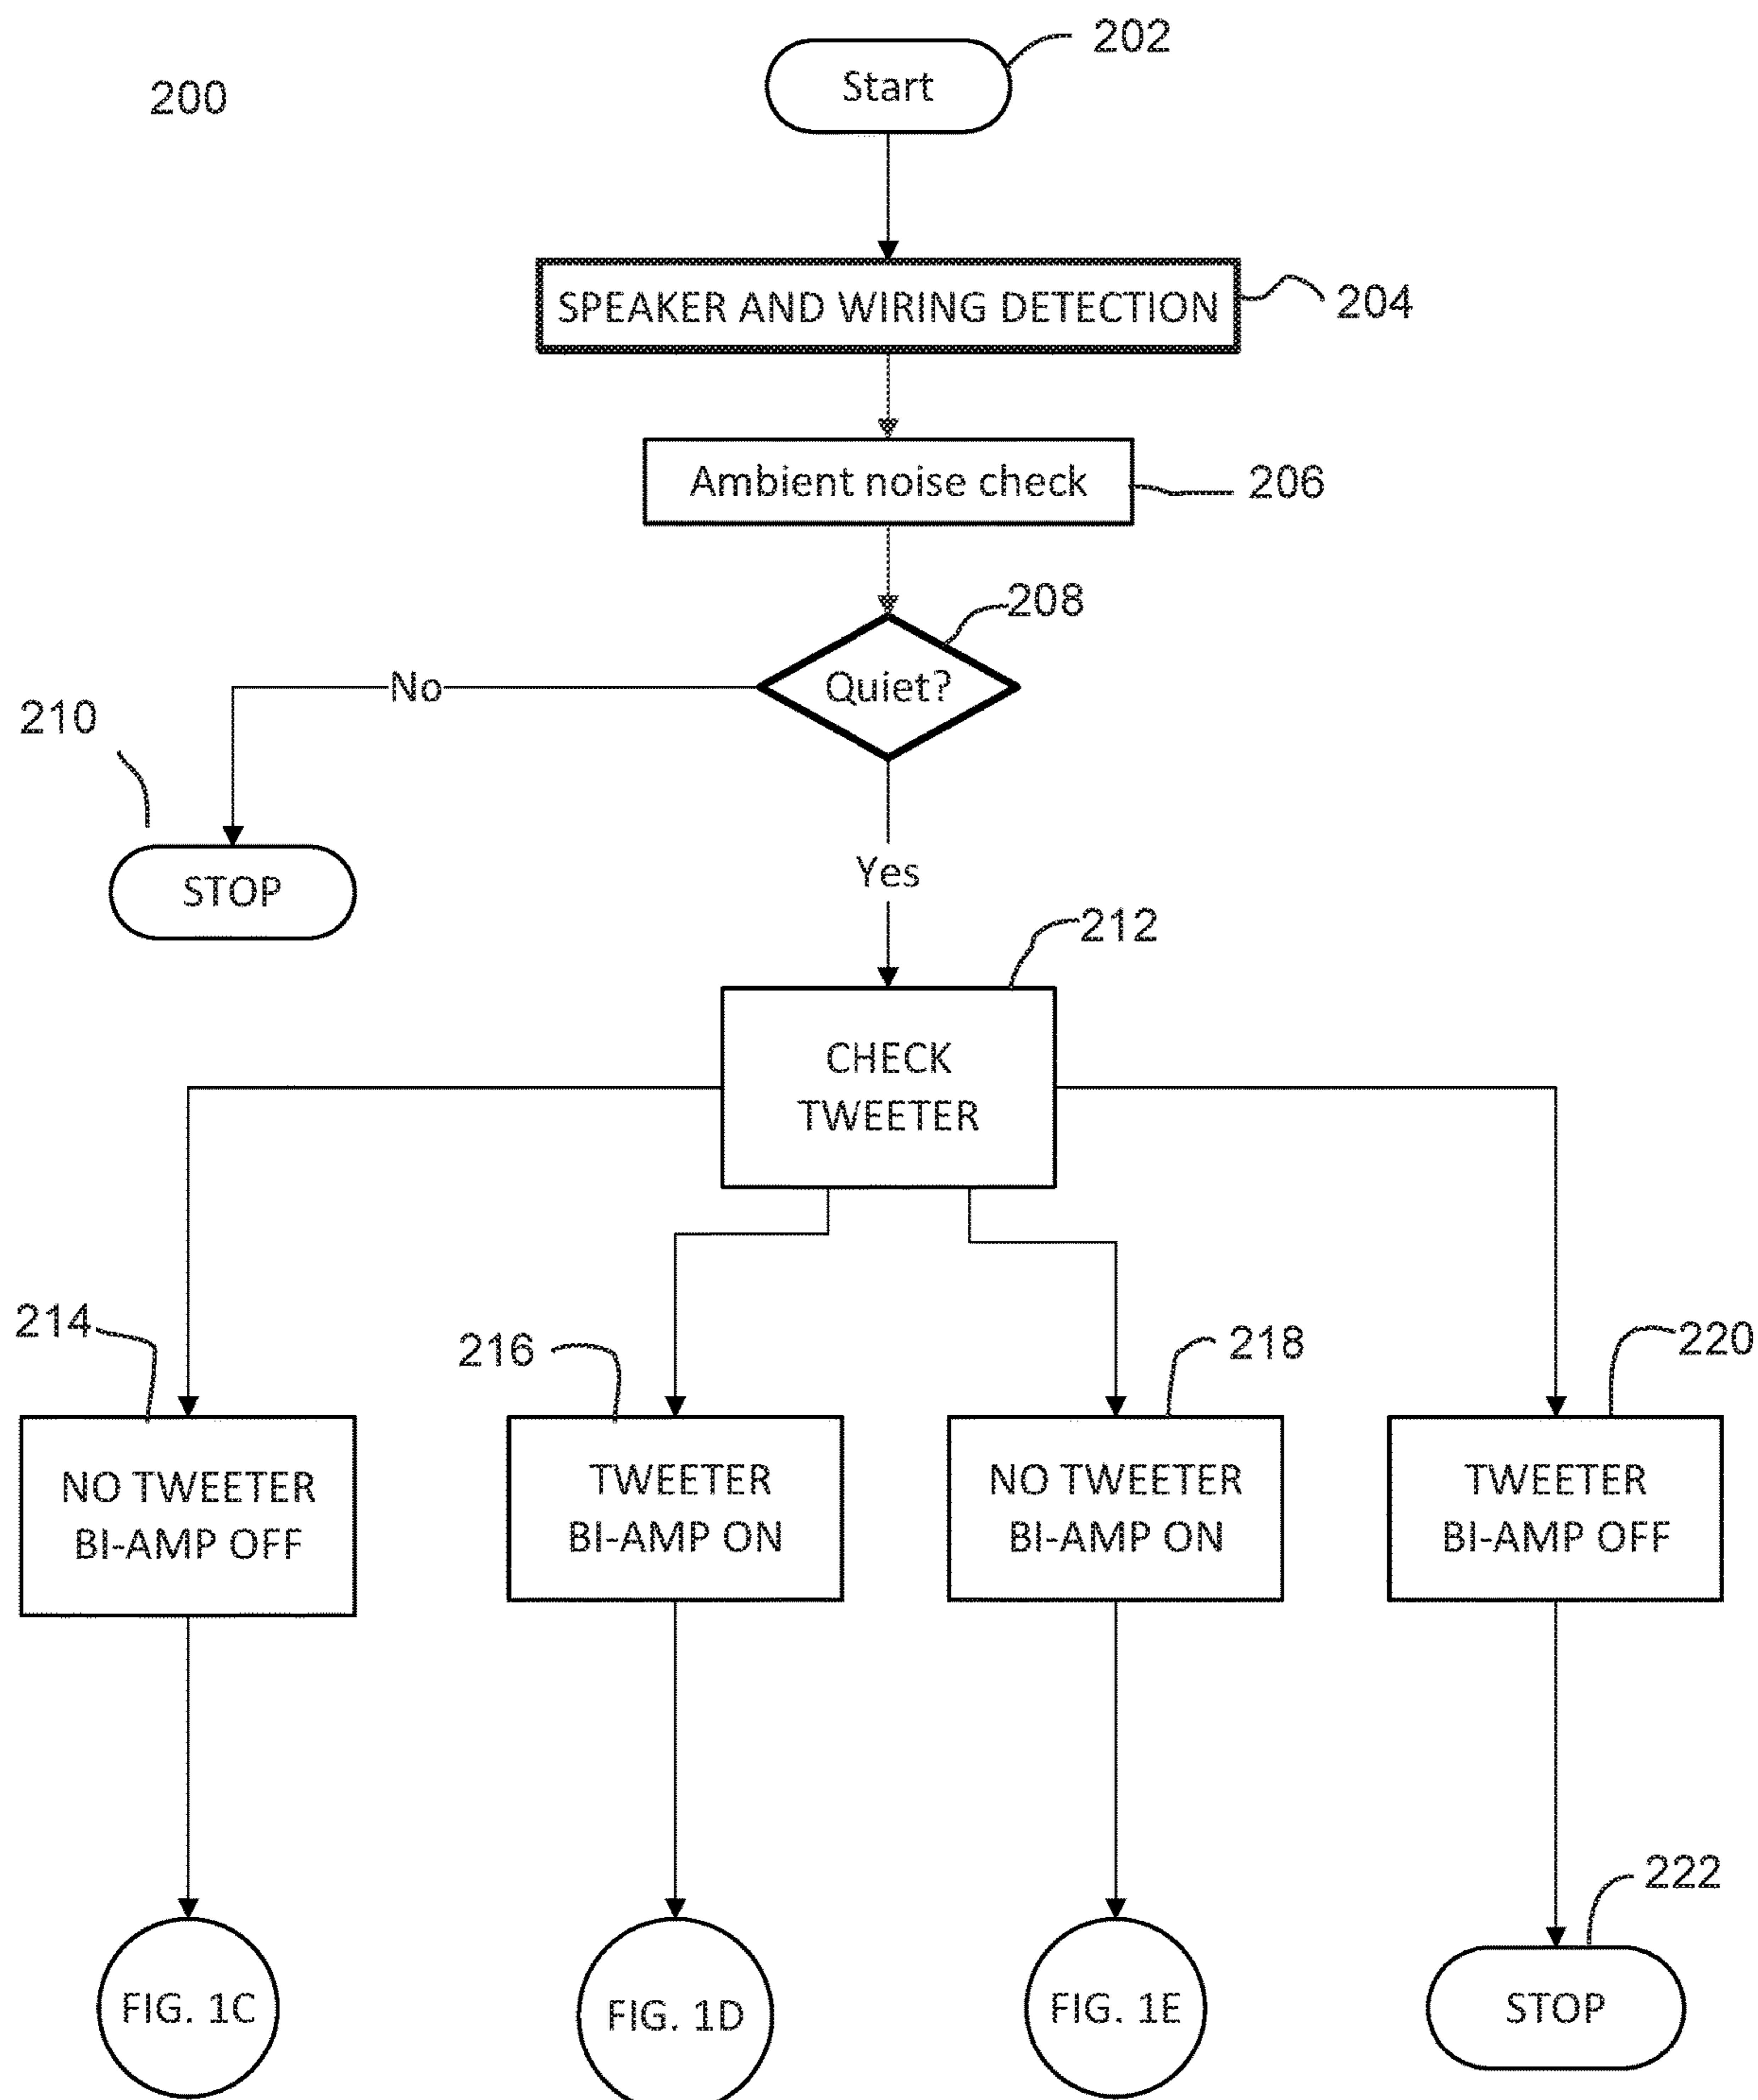 202
Start
200
SPEAKER AND WIRING DETECTION
204
Ambient noise check
206
208
Quiet?
No
210
STOP
Yes
212
CHECK
TWEETER
214
216
218
220
NO TWEETER
BI-AMP OFF
TWEETER
BI-AMP ON
NO TWEETER
BI-AMP ON
TWEETER
BI-AMP OFF
222
FIG. 1C
FIG. 1D
FIG. 1E
STOP